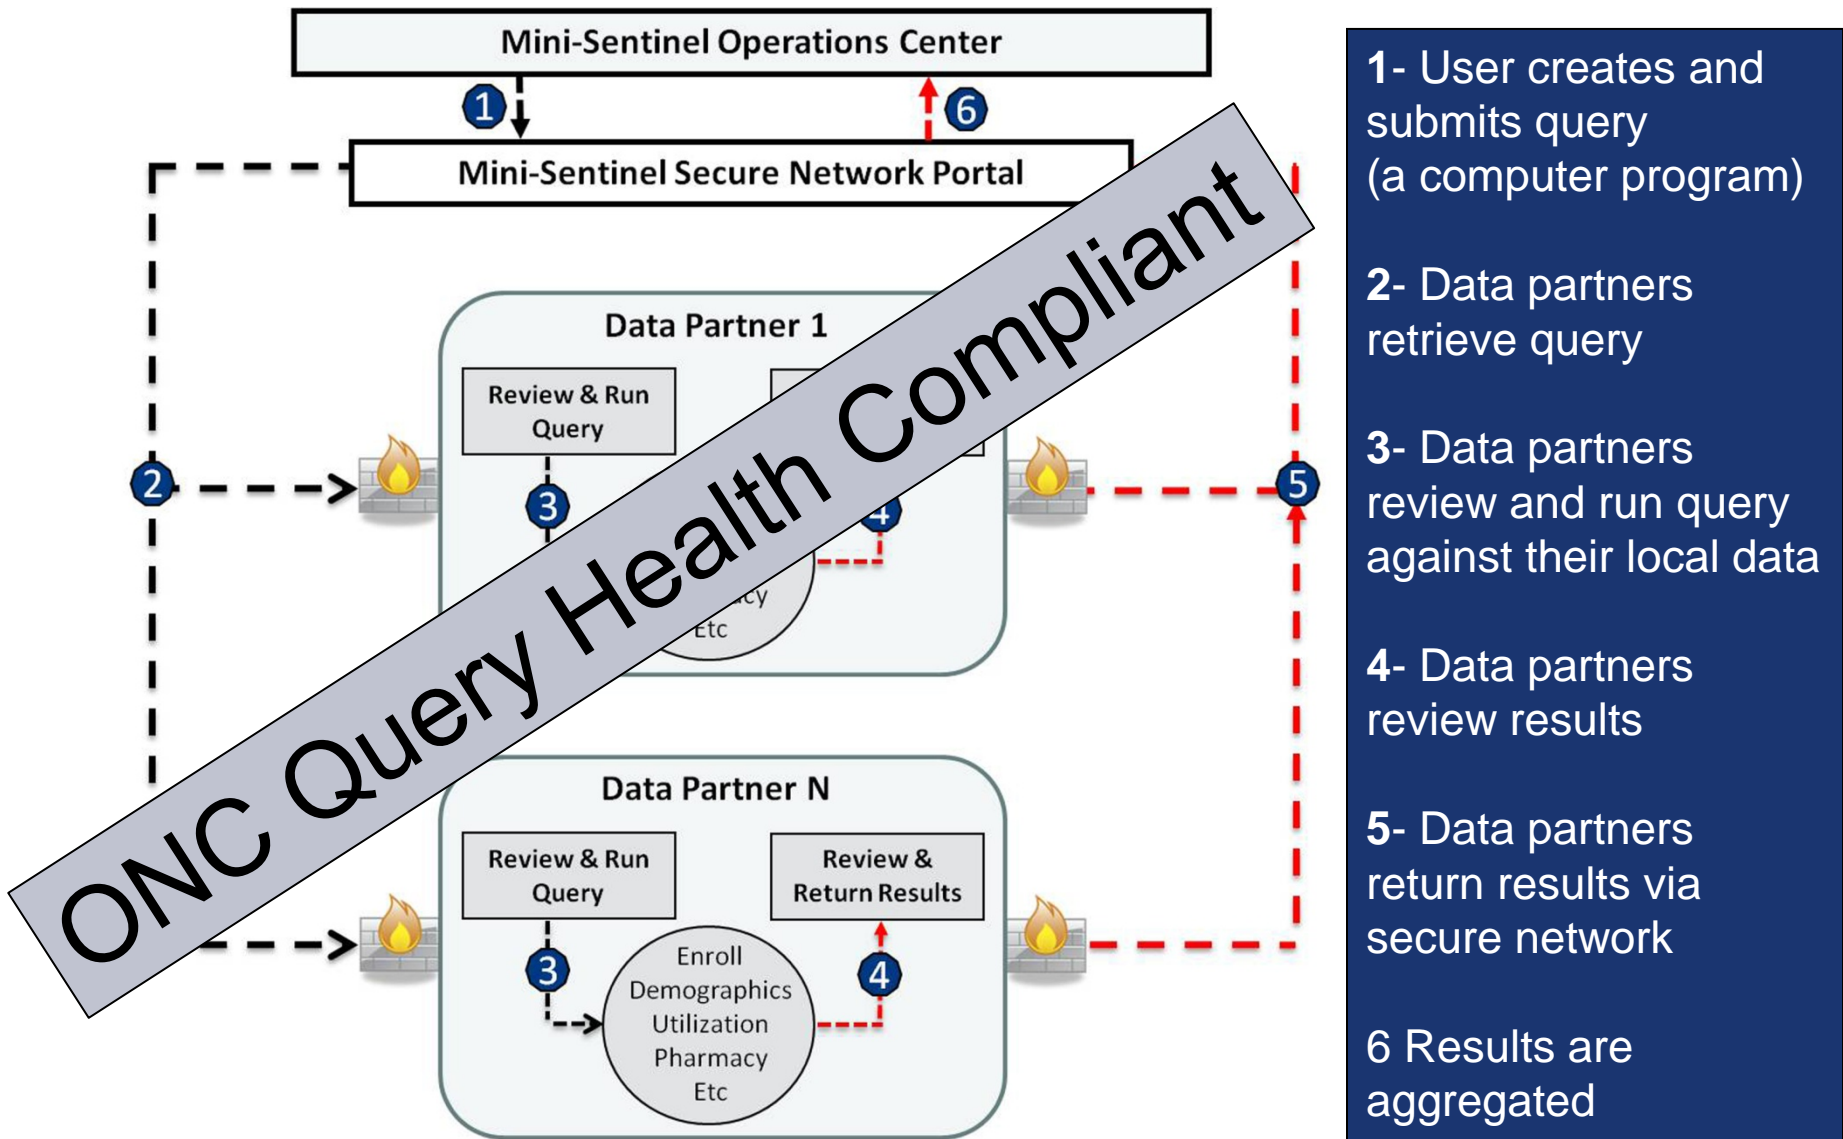 Mini-Sentinel Operations Center
1
6
Mini-Sentinel Secure Network Portal
Data Partner 1
Review & Run
Query
2
3
4
5
Etc
ONC Query Health Compliant
Data Partner N
Review & Run
Query
Review &
Return Results
3
4
Enroll
Demographics
Utilization
Pharmacy
Etc
1- User creates and
submits query
(a computer program)
2- Data partners
retrieve query
3- Data partners
review and run query
against their local data
4- Data partners
review results
5- Data partners
return results via
secure network
6 Results are
aggregated